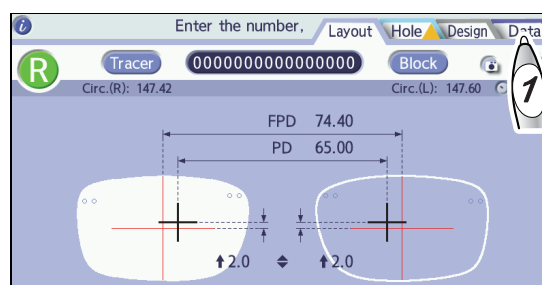 Enter the number, Layout Hole Design Data
R Tracer 0000000000000000 Block
Circ.(R): 147.42 Circ.(L): 147.60
1
FPD 74.40
PD 65.00
2.0 2.0